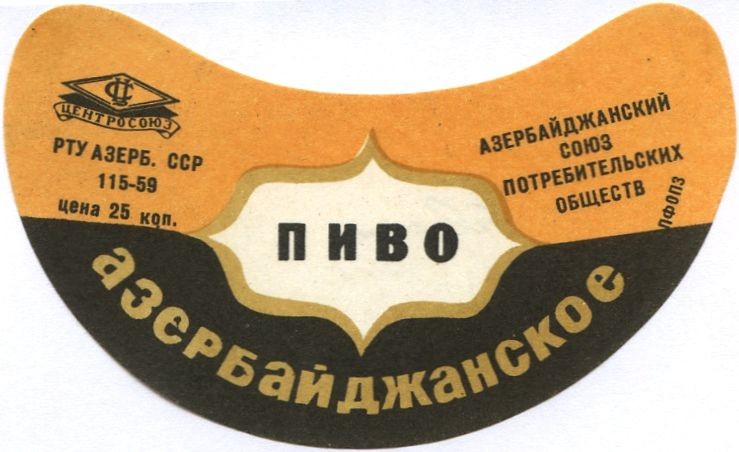 ЦЕНТРОСОЮЗ
РТУ АЗЕРБ. ССР
115-59
цена 25 коп.
АЗЕРБАЙДЖАНСКИЙ
СОЮЗ
ПОТРЕБИТЕЛЬСКИХ
ОБЩЕСТВ
ЛФОПЗ
ПИВО
азербайджанское